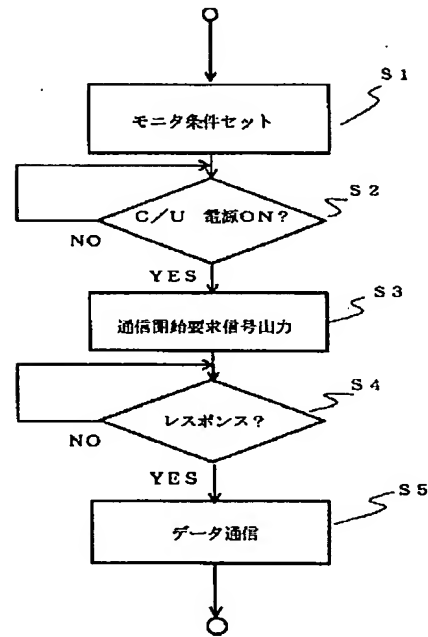 S1
モニタ条件セット
S2
C/U 電源ON?
NO
YES
S3
通信開始要求信号出力
S4
レスポンス?
NO
YES
S5
データ通信